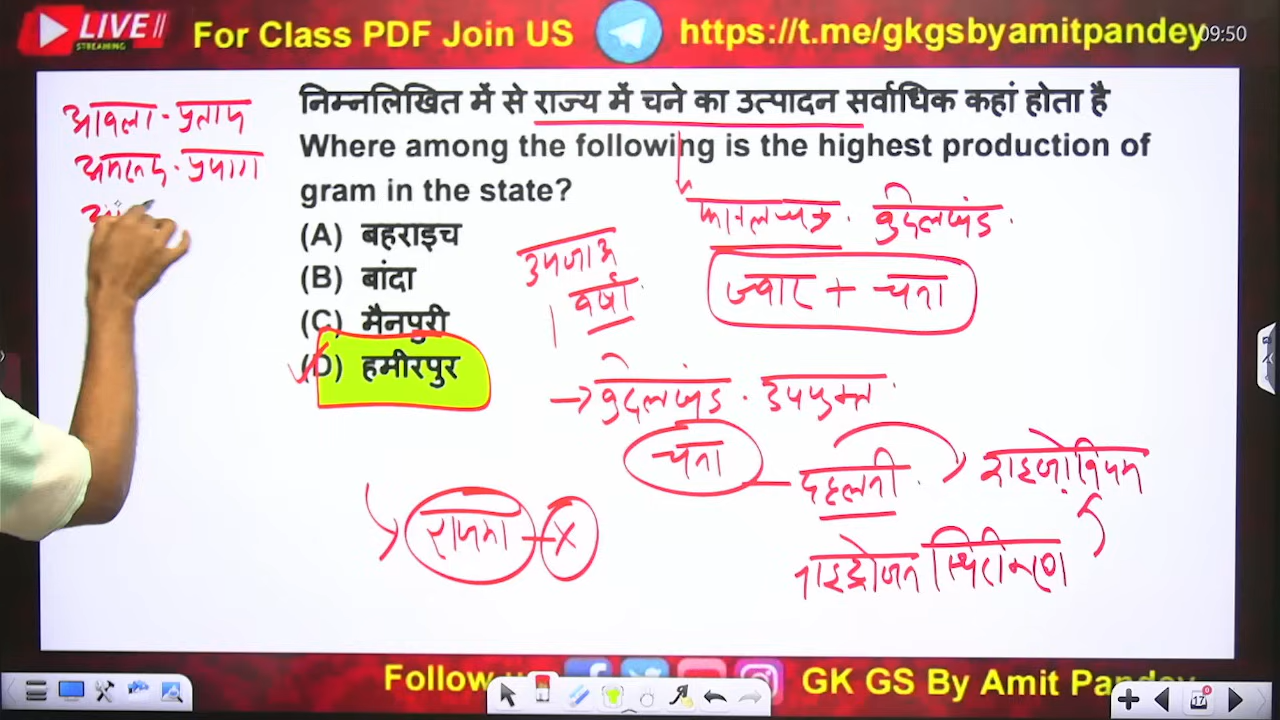 LIVE
STREAMING
For Class PDF Join US
https://t.me/gkgsbyamitpandey
09:50
निम्नलिखित में से राज्य में चने का उत्पादन सर्वाधिक कहां होता है
Where among the following is the highest production of
gram in the state?
(A) बहराइच
(B) बांदा
(C) मैनपुरी
(D) हमीरपुर
आवला - प्रताप
अमरूद - प्रयाग
फसलचक्र बुंदेलखंड
उपजाऊ
वर्षा
ज्वार + चना
→ बुंदेलखंड उपयुक्त
चना
दहलनी
राइजोबियम
राजमा - X
नाइट्रोजन स्थिरीकरण
Follow
GK GS By Amit Pandey
17